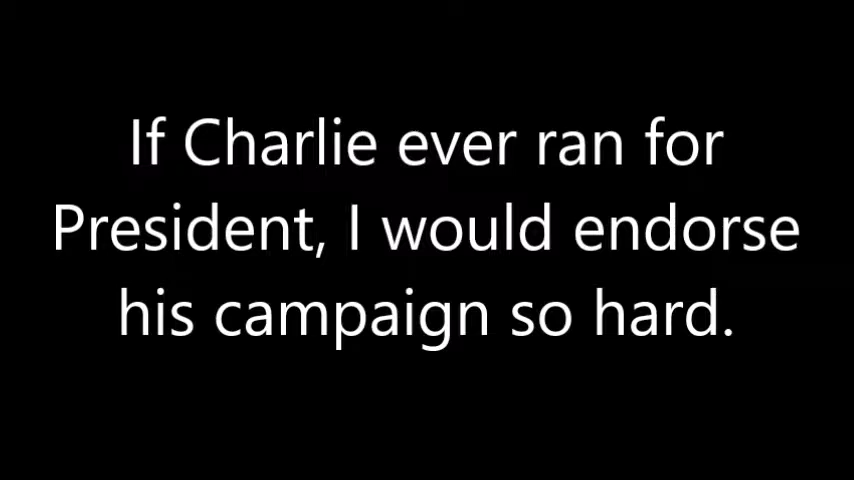 If Charlie ever ran for
President, I would endorse
his campaign so hard.